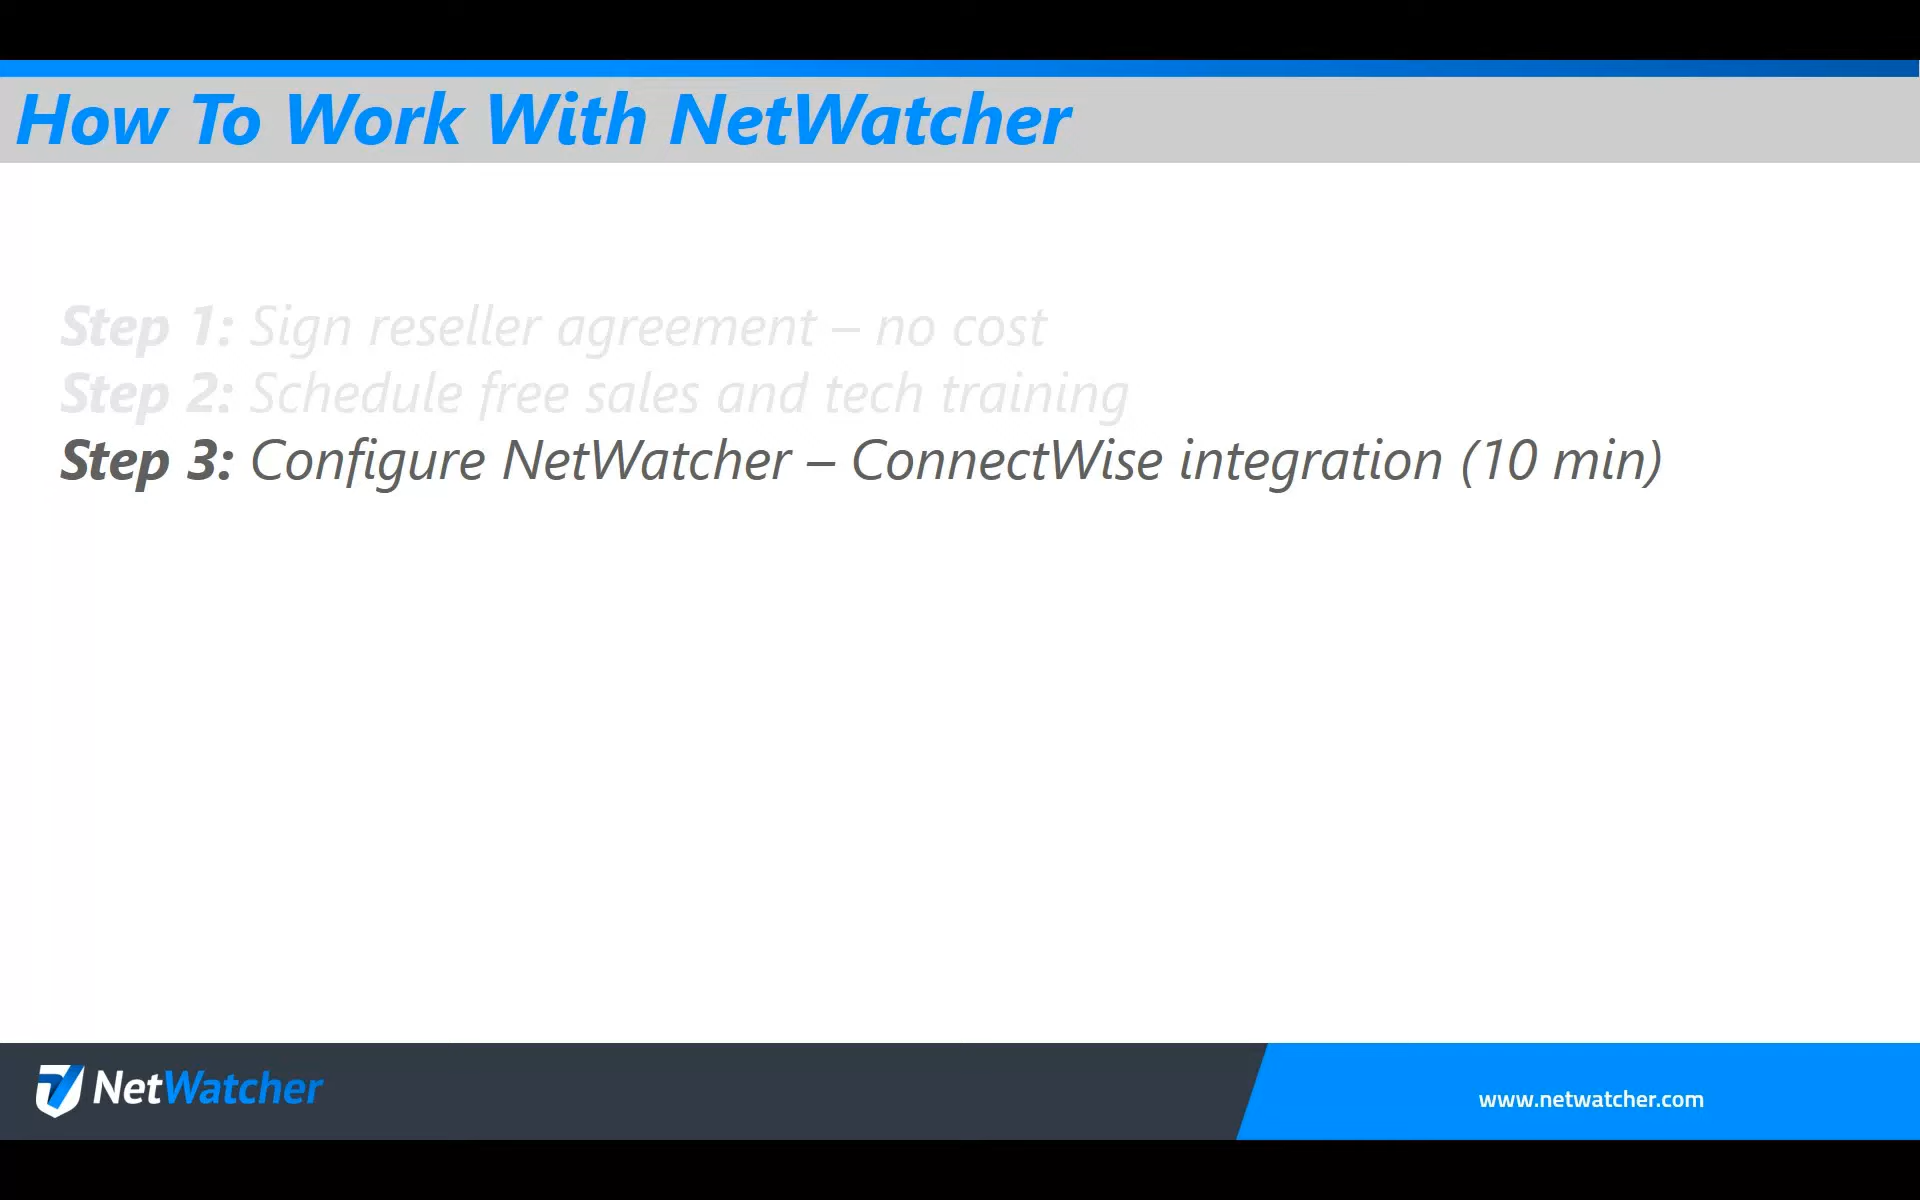 How To Work With NetWatcher
Step 1: Sign reseller agreement – no cost
Step 2: Schedule free sales and tech training
Step 3: Configure NetWatcher – ConnectWise integration (10 min)
NetWatcher
www.netwatcher.com